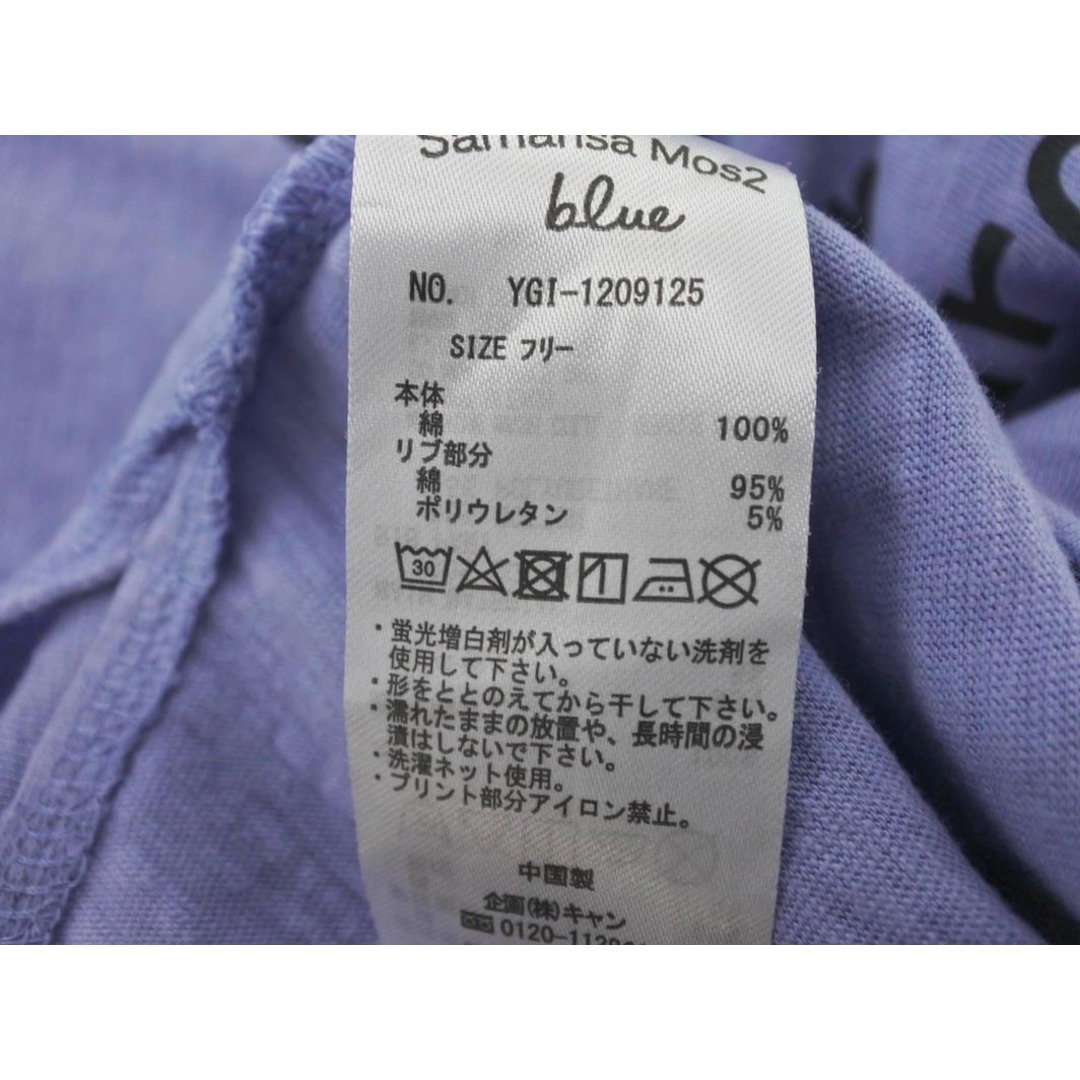 Samansa Mos2
blue
NO. YGI-1209125
SIZE フリー
本体
綿 100%
リブ部分
綿 95%
ポリウレタン 5%
30
・蛍光増白剤が入っていない洗剤を
使用して下さい。
・形をととのえてから干して下さい。
・濡れたままの放置や、長時間の浸
漬はしないで下さい。
・洗濯ネット使用。
・プリント部分アイロン禁止。
中国製
企画(株)キャン